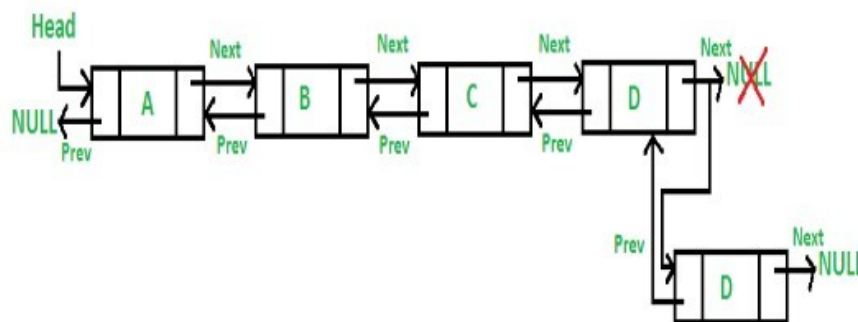 Head
Next Next Next Next
A B C D NULL
NULL
Prev Prev Prev Prev
Prev
Next
D NULL